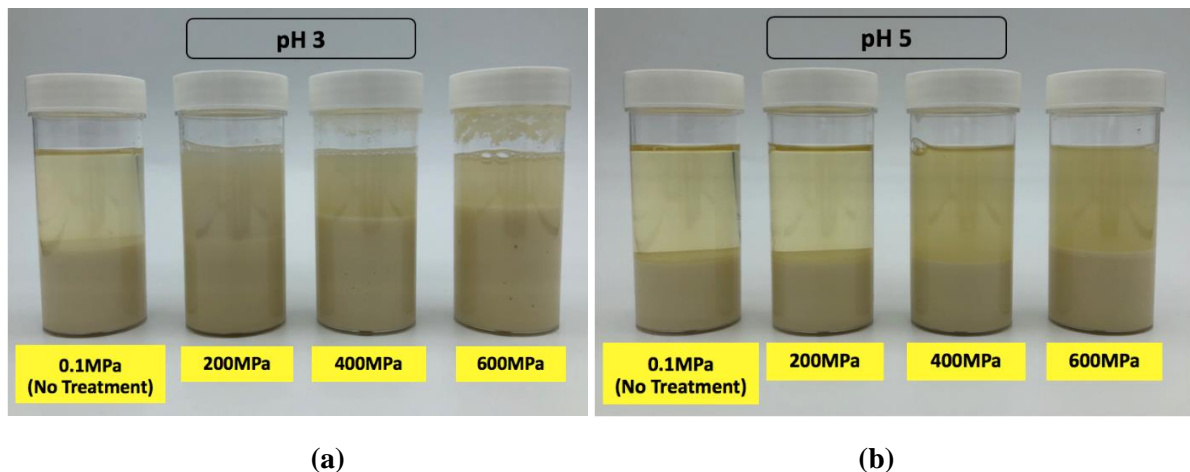 pH 3
0.1MPa
(No Treatment)
200MPa
400MPa
600MPa
pH 5
0.1MPa
(No Treatment)
200MPa
400MPa
600MPa
(a)
(b)